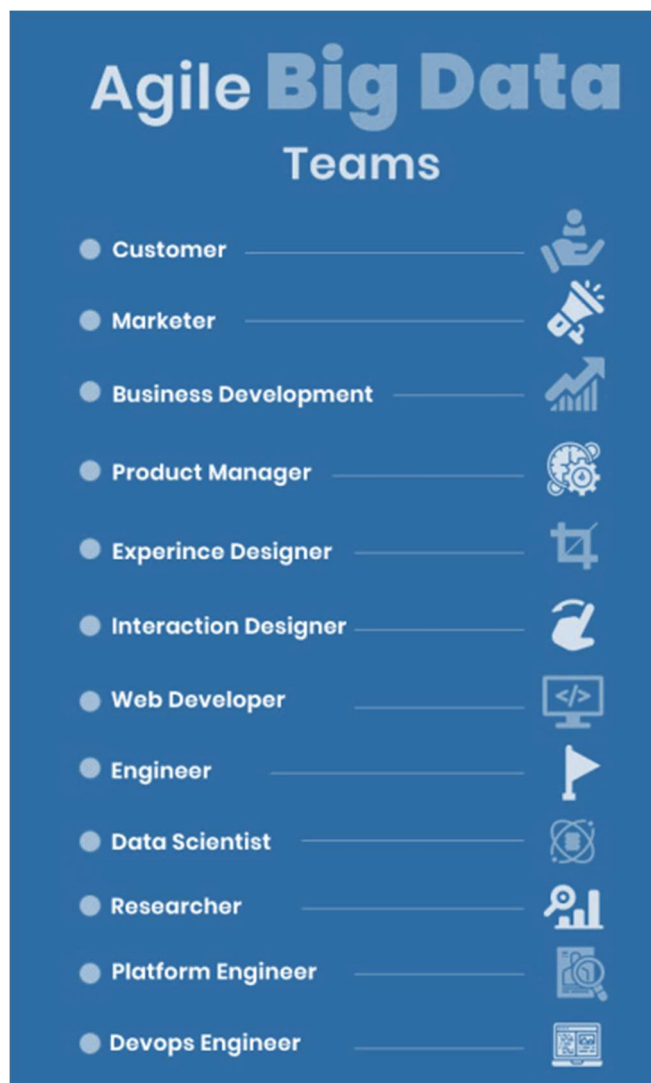 Agile Big Data
Teams
Customer
Marketer
Business Development
Product Manager
Experince Designer
Interaction Designer
Web Developer
</>
Engineer
Data Scientist
Researcher
Platform Engineer
Devops Engineer